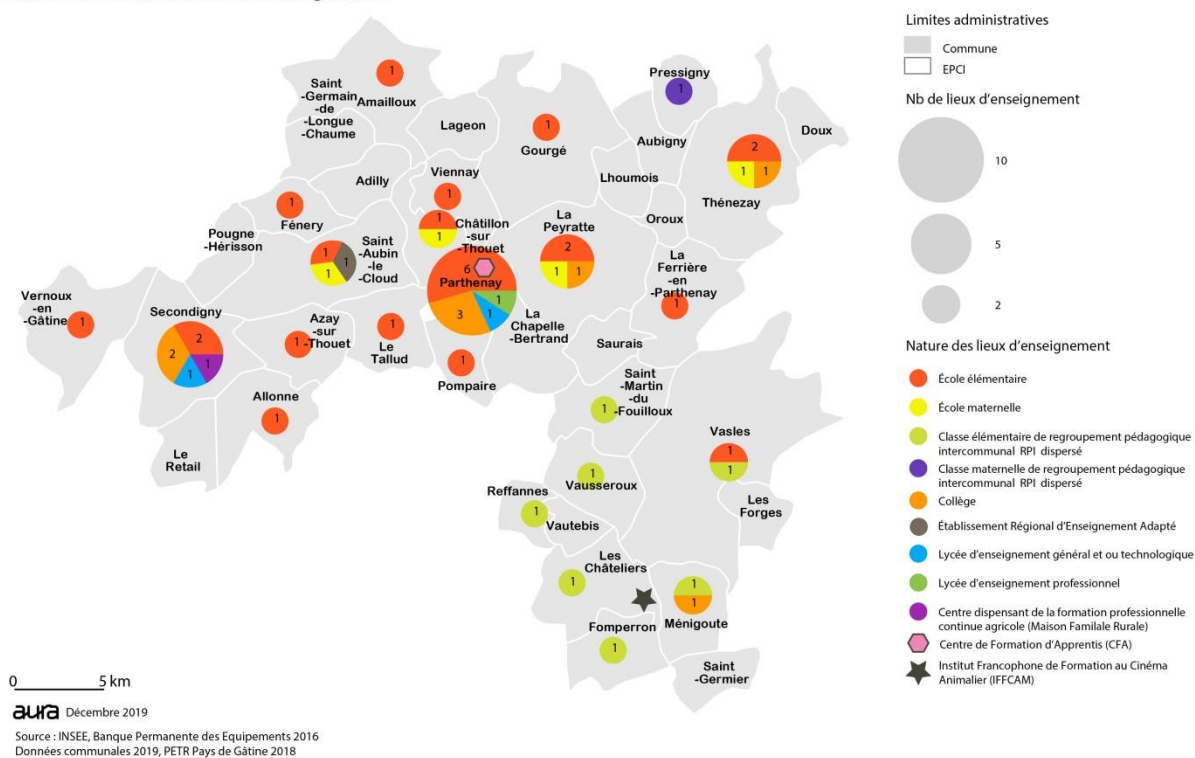 Limites administratives
Commune
EPCI
Nb de lieux d'enseignement
10
5
2
Nature des lieux d'enseignement
École élémentaire
École maternelle
Classe élémentaire de regroupement pédagogique
intercommunal RPI dispersé
Classe maternelle de regroupement pédagogique
intercommunal RPI dispersé
Collège
Établissement Régional d'Enseignement Adapté
Lycée d'enseignement général et ou technologique
Lycée d'enseignement professionnel
Centre dispensant de la formation professionnelle
continue agricole (Maison Familale Rurale)
Centre de Formation d'Apprentis (CFA)
Institut Francophone de Formation au Cinéma
Animalier (IFFCAM)
Saint
-Germain
-de
-Longue
-Chaume
1
Amailloux
Lageon
1
Gourgé
Pressigny
1
Aubigny
Doux
2
1
1
Thénezay
Lhoumois
Oroux
Adilly
Viennay
1
1
Fénery
Pougne
-Hérisson
1
1
1
Saint
-Aubin
-le
-Cloud
1
1
Châtillon
-sur
-Thouet
La
Peyratte
2
1
1
La
Ferrière
-en
-Parthenay
1
6
Parthenay
3
1
1
La
Chapelle
-Bertrand
Vernoux
-en
-Gâtine
1
Secondigny
2
2
1
1
Azay
-sur
-Thouet
1
1
Le
Tallud
1
Pompaire
Saurais
Allonne
1
Le
Retail
Saint
-Martin
-du
-Fouilloux
1
Vasles
1
1
1
Vausseroux
Les
Forges
Reffannes
1
Vautebis
Les
Châteliers
1
1
1
Ménigoute
Fomperron
1
Saint
-Germier
0
5 km
aura Décembre 2019
Source : INSEE, Banque Permanente des Equipements 2016
Données communales 2019, PETR Pays de Gâtine 2018